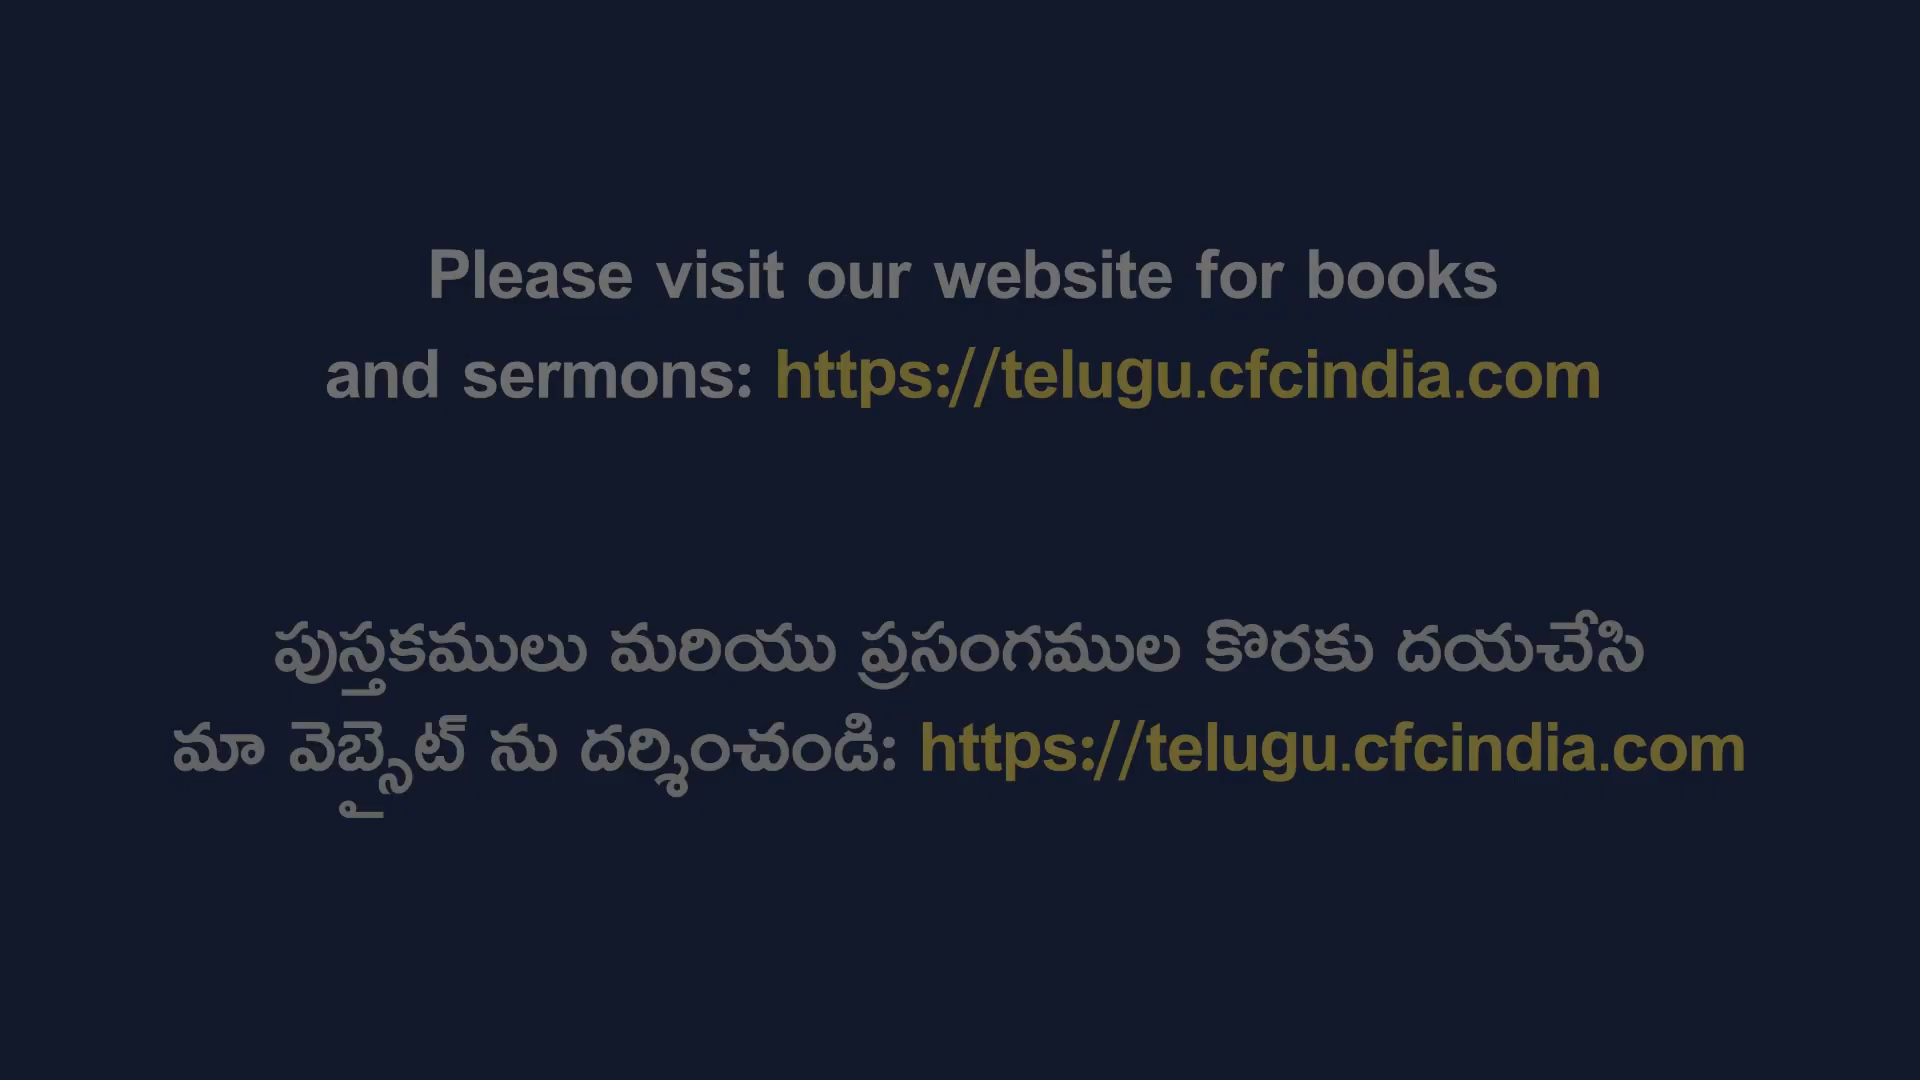 Please visit our website for books
and sermons: https://telugu.cfcindia.com
పుస్తకములు మరియు ప్రసంగముల కొరకు దయచేసి
మా వెబ్సైట్ ను దర్శించండి: https://telugu.cfcindia.com